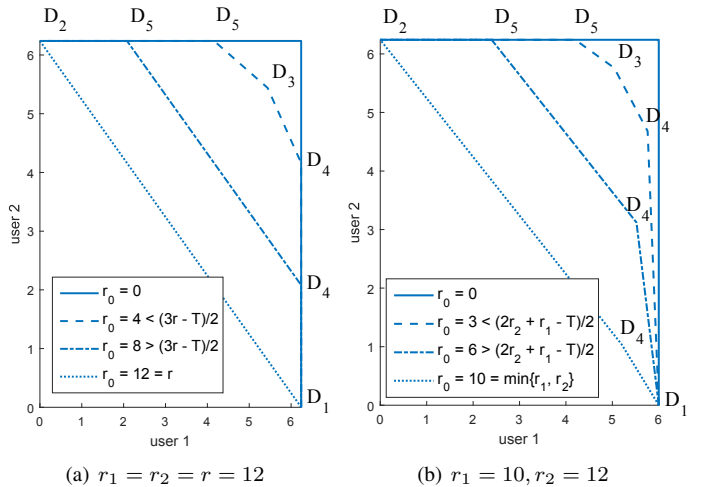 D2 D5 D5
D3
D4
D4
D1
6
5
4
3
2
1
0
user 2
r0 = 0
r0 = 4 < (3r - T)/2
r0 = 8 > (3r - T)/2
r0 = 12 = r
0 1 2 3 4 5 6
user 1
(a) r1 = r2 = r = 12
D2 D5 D5
D3
D4
D4
D4
D1
6
5
4
3
2
1
0
user 2
r0 = 0
r0 = 3 < (2r2 + r1 - T)/2
r0 = 6 > (2r2 + r1 - T)/2
r0 = 10 = min{r1, r2}
0 1 2 3 4 5 6
user 1
(b) r1 = 10, r2 = 12